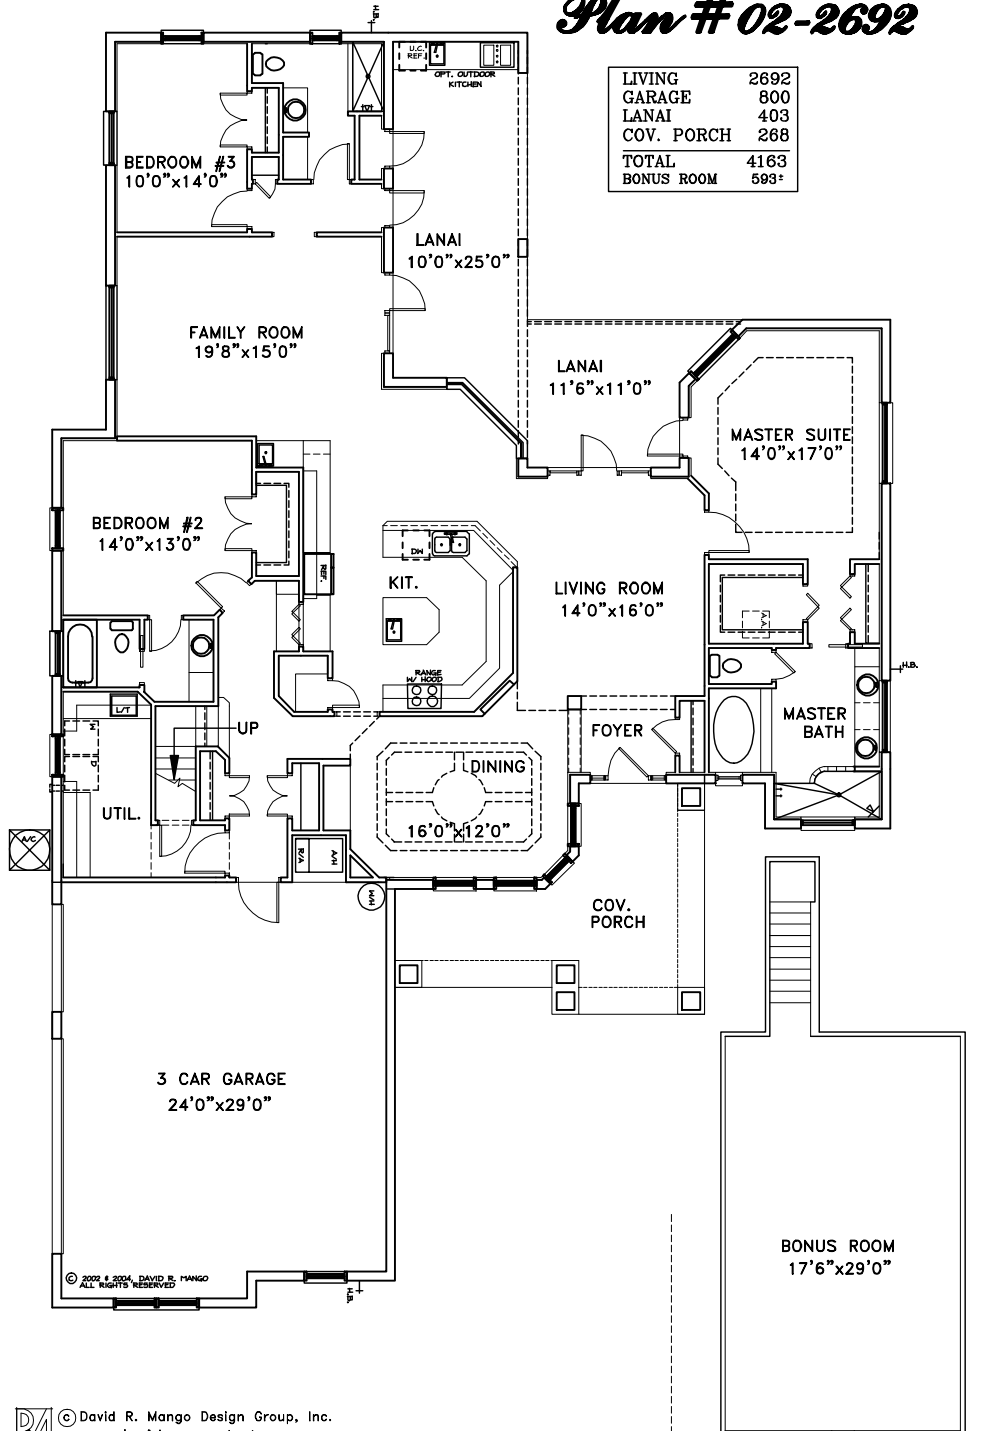 Plan # 02-2692
LIVING 2692
GARAGE 800
LANAI 403
COV. PORCH 268
TOTAL 4163
BONUS ROOM 593±
H.B.
U.C.
REF.
OPT. OUTDOOR
KITCHEN
BEDROOM #3
10'0"x14'0"
LANAI
10'0"x25'0"
FAMILY ROOM
19'8"x15'0"
LANAI
11'6"x11'0"
MASTER SUITE
14'0"x17'0"
BEDROOM #2
14'0"x13'0"
DW
REF.
KIT.
LIVING ROOM
14'0"x16'0"
A.A.
H.B.
RANGE
W/ HOOD
L/T
W
D
UP
FOYER
MASTER
BATH
DINING
16'0"x12'0"
UTIL.
A/C
R/A
A/H
W/H
COV.
PORCH
3 CAR GARAGE
24'0"x29'0"
BONUS ROOM
17'6"x29'0"
© 2002 & 2004, DAVID R. MANGO
ALL RIGHTS RESERVED
H.B.
© David R. Mango Design Group, Inc.